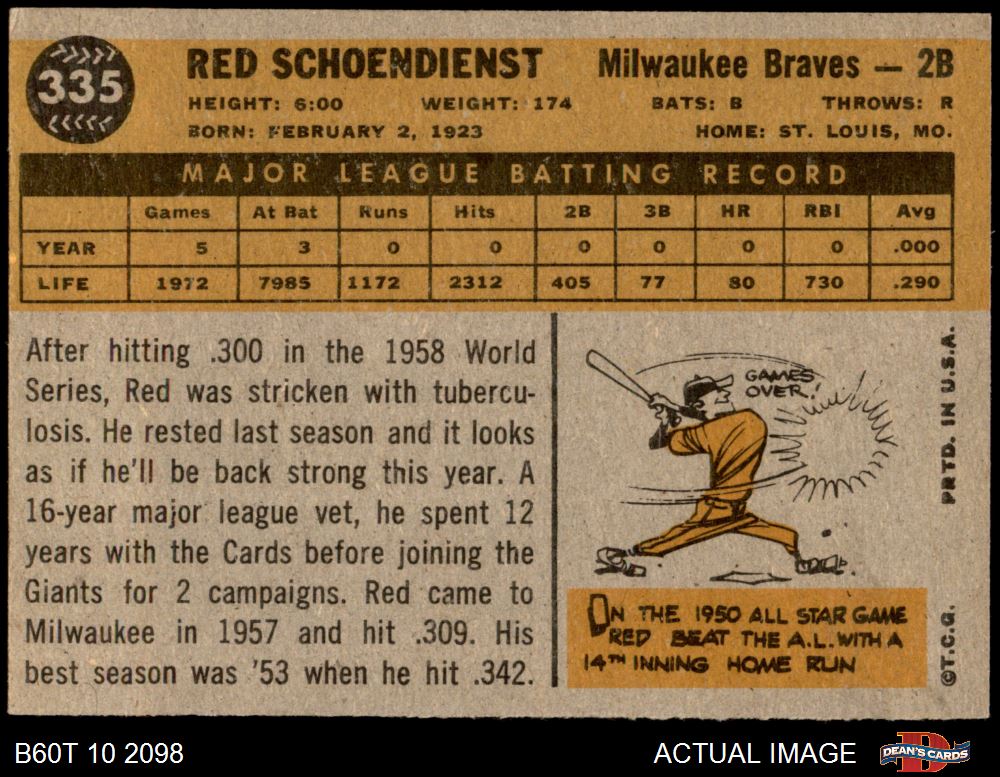 335
RED SCHOENDIENST Milwaukee Braves — 2B
HEIGHT: 6:00 WEIGHT: 174 BATS: B THROWS: R
BORN: FEBRUARY 2, 1923 HOME: ST. LOUIS, MO.
MAJOR LEAGUE BATTING RECORD
Games At Bat Runs Hits 2B 3B HR RBI Avg
YEAR 5 3 0 0 0 0 0 0 .000
LIFE 1972 7985 1172 2312 405 77 80 730 .290
After hitting .300 in the 1958 World
Series, Red was stricken with tubercu-
losis. He rested last season and it looks
as if he'll be back strong this year. A
16-year major league vet, he spent 12
years with the Cards before joining the
Giants for 2 campaigns. Red came to
Milwaukee in 1957 and hit .309. His
best season was '53 when he hit .342.
GAMES
OVER!
ON THE 1950 ALL STAR GAME
RED BEAT THE A.L. WITH A
14TH INNING HOME RUN
©T.C.G. PRTD. IN U.S.A.
B60T 10 2098 ACTUAL IMAGE DEAN'S CARDS